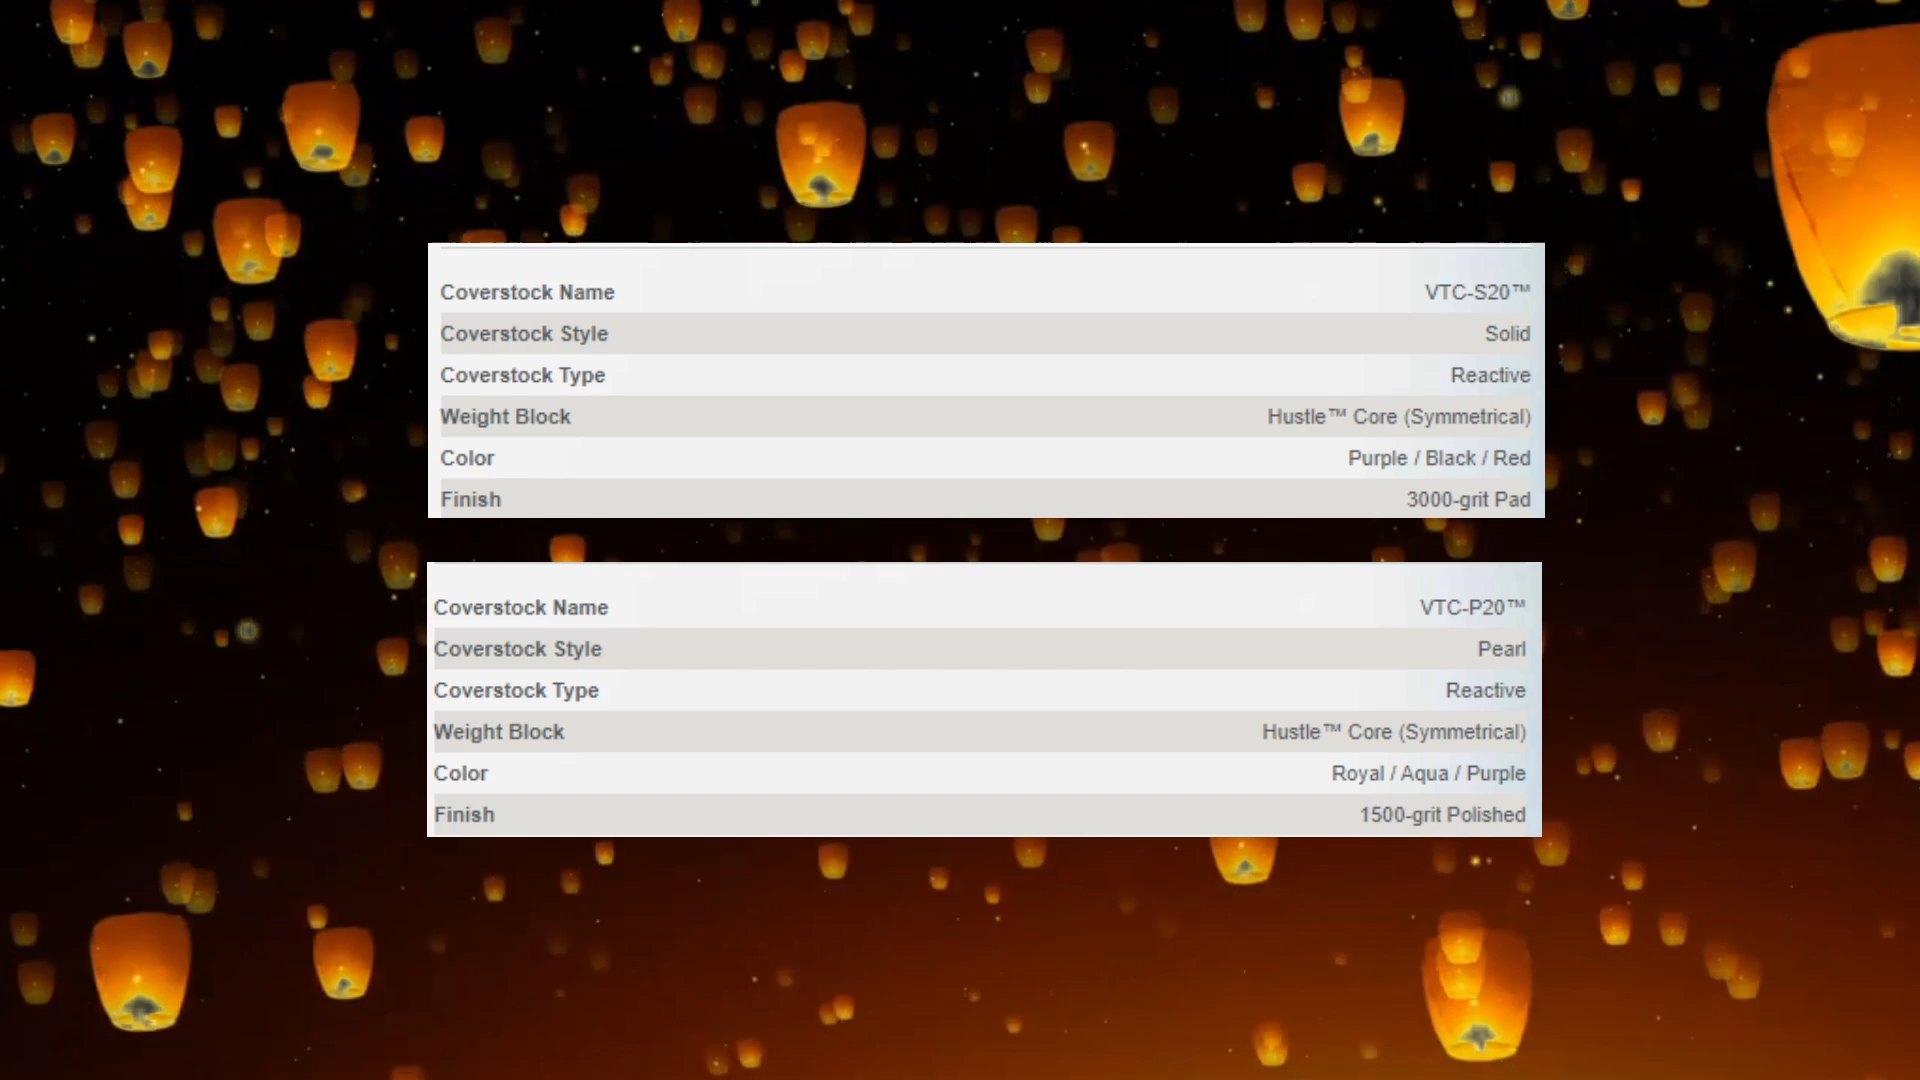 Coverstock Name VTC-S20™
Coverstock Style Solid
Coverstock Type Reactive
Weight Block Hustle™ Core (Symmetrical)
Color Purple / Black / Red
Finish 3000-grit Pad
Coverstock Name VTC-P20™
Coverstock Style Pearl
Coverstock Type Reactive
Weight Block Hustle™ Core (Symmetrical)
Color Royal / Aqua / Purple
Finish 1500-grit Polished